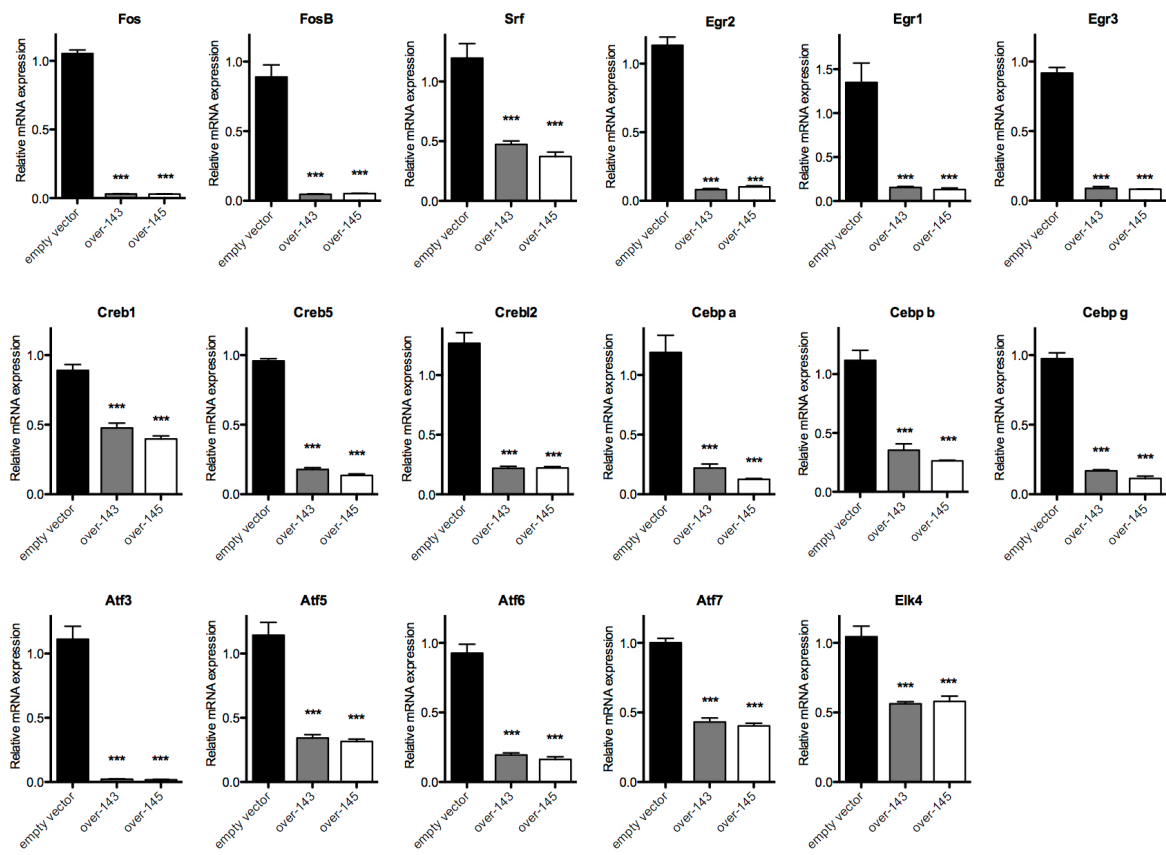 Fos FosB Srf Egr2 Egr1 Egr3
Relative mRNA expression Relative mRNA expression Relative mRNA expression Relative mRNA expression Relative mRNA expression Relative mRNA expression
1.0 1.0 1.0 1.0 1.5 1.0
1.0
0.5 0.5 0.5 0.5 0.5 0.5
0.0 0.0 0.0 0.0 0.0 0.0
*** *** *** *** *** *** *** *** *** *** *** ***
empty vector over-143 over-145 empty vector over-143 over-145 empty vector over-143 over-145 empty vector over-143 over-145 empty vector over-143 over-145 empty vector over-143 over-145
Creb1 Creb5 Crebl2 Cebp a Cebp b Cebp g
Relative mRNA expression Relative mRNA expression Relative mRNA expression Relative mRNA expression Relative mRNA expression Relative mRNA expression
1.0 1.0 1.0 1.0 1.0 1.0
0.5 0.5 0.5 0.5 0.5 0.5
0.0 0.0 0.0 0.0 0.0 0.0
*** *** *** *** *** *** *** *** *** *** *** ***
empty vector over-143 over-145 empty vector over-143 over-145 empty vector over-143 over-145 empty vector over-143 over-145 empty vector over-143 over-145 empty vector over-143 over-145
Atf3 Atf5 Atf6 Atf7 Elk4
Relative mRNA expression Relative mRNA expression Relative mRNA expression Relative mRNA expression Relative mRNA expression
1.0 1.0 1.0 1.0 1.0
0.5 0.5 0.5 0.5 0.5
0.0 0.0 0.0 0.0 0.0
*** *** *** *** *** *** *** *** *** ***
empty vector over-143 over-145 empty vector over-143 over-145 empty vector over-143 over-145 empty vector over-143 over-145 empty vector over-143 over-145